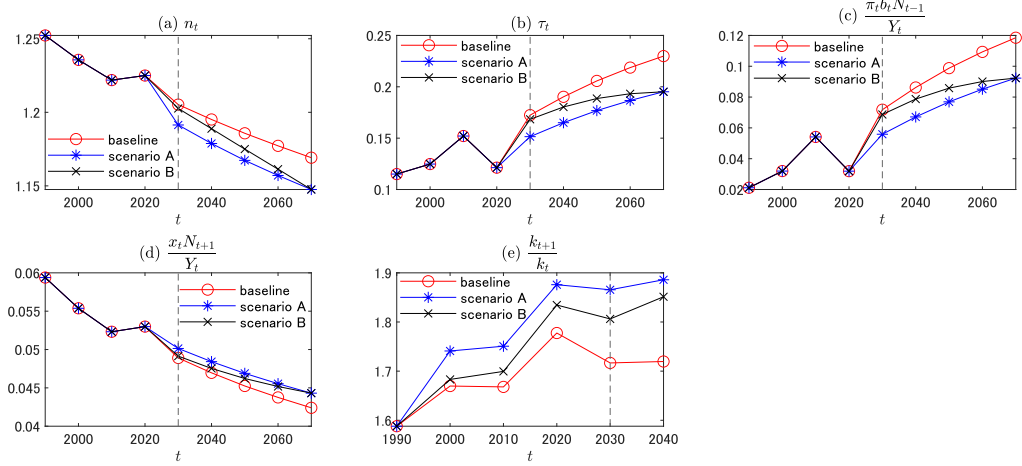 (a) n_t
1.25
1.2
1.15
baseline
scenario A
scenario B
2000 2020 2040 2060
t
(b) τ_t
0.25
0.2
0.15
0.1
baseline
scenario A
scenario B
2000 2020 2040 2060
t
(c) π_t b_t N_{t−1} / Y_t
0.12
0.1
0.08
0.06
0.04
0.02
baseline
scenario A
scenario B
2000 2020 2040 2060
t
(d) x_t N_{t+1} / Y_t
0.06
0.055
0.05
0.045
0.04
baseline
scenario A
scenario B
2000 2020 2040 2060
t
(e) k_{t+1} / k_t
1.9
1.8
1.7
1.6
baseline
scenario A
scenario B
1990 2000 2010 2020 2030 2040
t